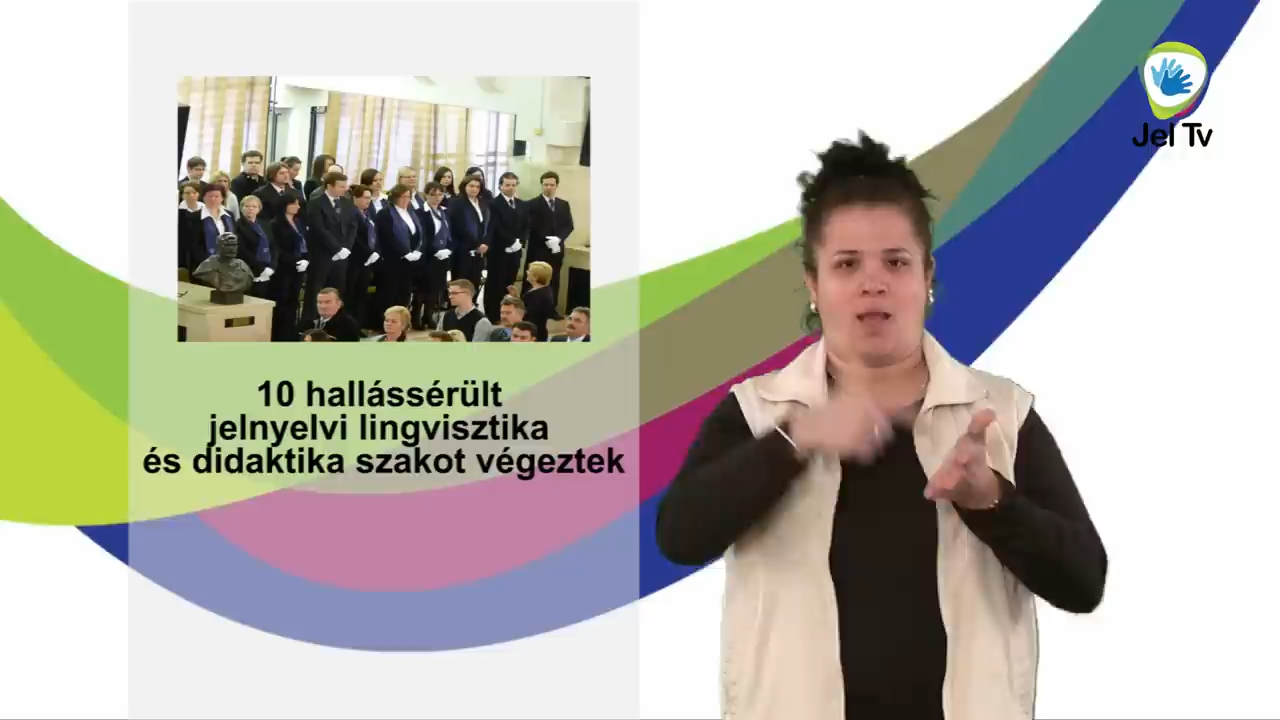 Jel Tv
10 hallássérült
jelnyelvi lingvisztika
és didaktika szakot végeztek